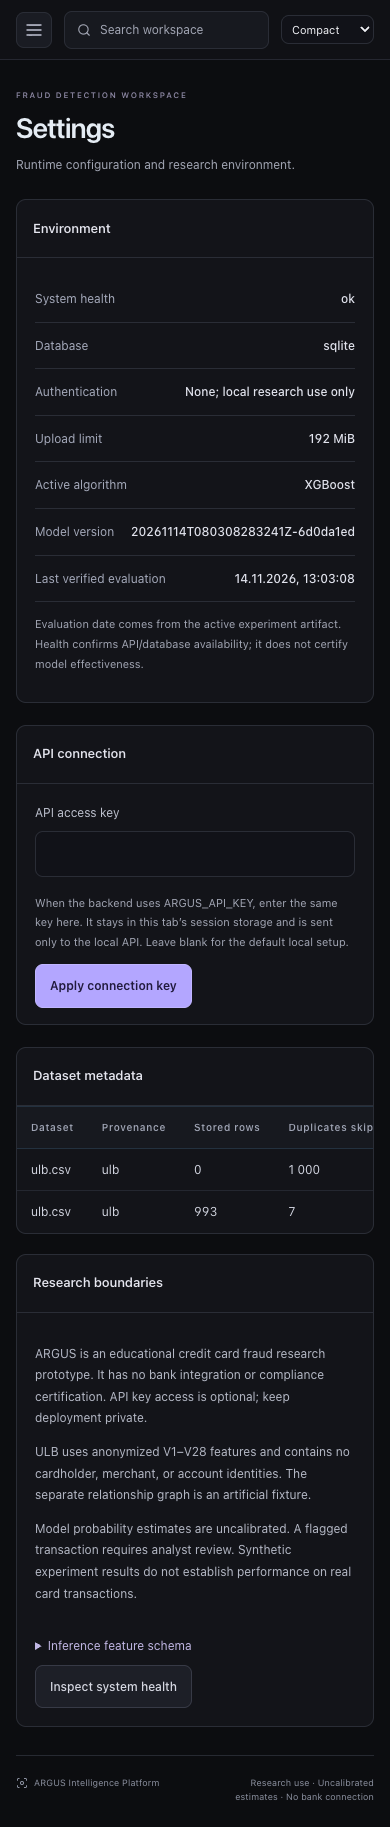 Search workspace
Compact
FRAUD DETECTION WORKSPACE
Settings
Runtime configuration and research environment.
Environment
System health ok
Database sqlite
Authentication None; local research use only
Upload limit 192 MiB
Active algorithm XGBoost
Model version 20261114T080308283241Z-6d0da1ed
Last verified evaluation 14.11.2026, 13:03:08
Evaluation date comes from the active experiment artifact.
Health confirms API/database availability; it does not certify
model effectiveness.
API connection
API access key
When the backend uses ARGUS_API_KEY, enter the same
key here. It stays in this tab's session storage and is sent
only to the local API. Leave blank for the default local setup.
Apply connection key
Dataset metadata
Dataset Provenance Stored rows Duplicates skip
ulb.csv ulb 0 1 000
ulb.csv ulb 993 7
Research boundaries
ARGUS is an educational credit card fraud research
prototype. It has no bank integration or compliance
certification. API key access is optional; keep
deployment private.
ULB uses anonymized V1–V28 features and contains no
cardholder, merchant, or account identities. The
separate relationship graph is an artificial fixture.
Model probability estimates are uncalibrated. A flagged
transaction requires analyst review. Synthetic
experiment results do not establish performance on real
card transactions.
Inference feature schema
Inspect system health
ARGUS Intelligence Platform
Research use · Uncalibrated
estimates · No bank connection